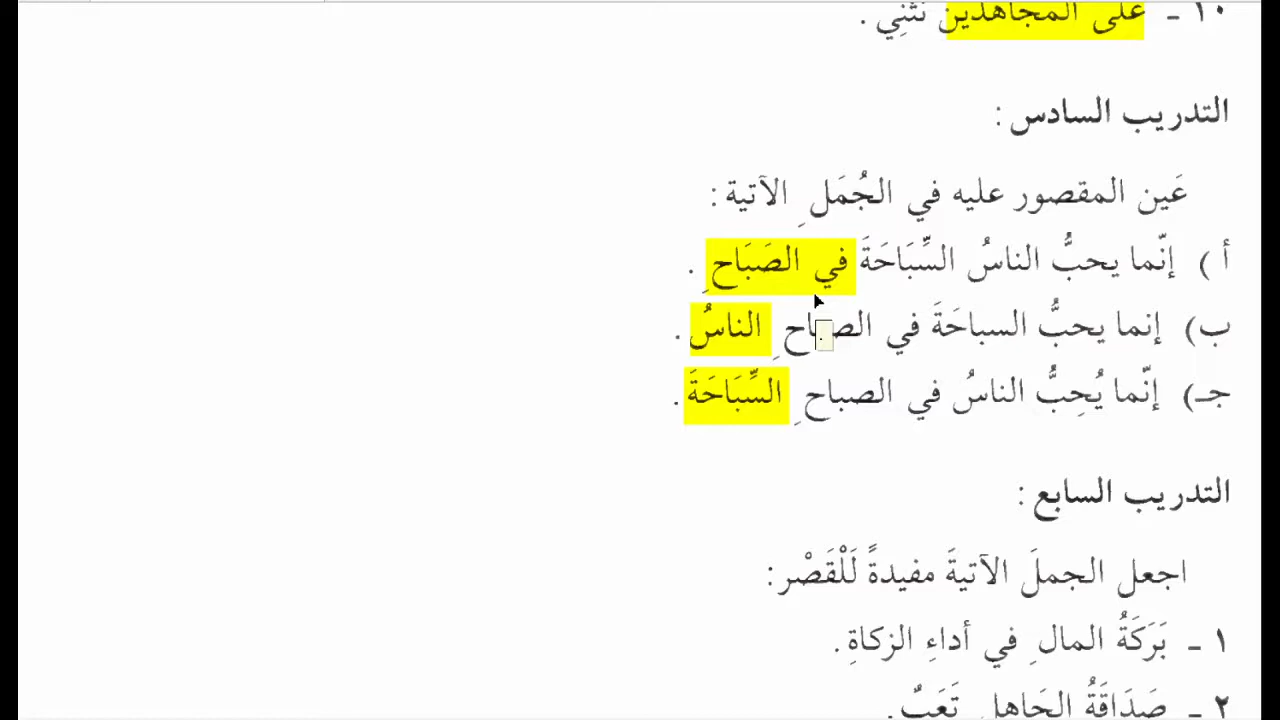 ١٠ ـ على المجاهدين نُثْنِي .
التدريب السادس :
عَين المقصور عليه في الجُمَلِ الآتية :
أ ) إنّما يحبُّ الناسُ السِّبَاحَةَ في الصَبَاحِ .
ب) إنما يحبُّ السباحَةَ في الصباحِ الناسُ .
جـ) إنّما يُحِبُّ الناسُ في الصباحِ السِّبَاحَةَ .
التدريب السابع :
اجعل الجملَ الآتيةَ مفيدةً لَلْقَصْر :
١ ـ بَرَكَةُ المالِ في أداءِ الزكاةِ .
٢ ـ صَدَاقَةُ الجَاهلِ تَعَبٌ .